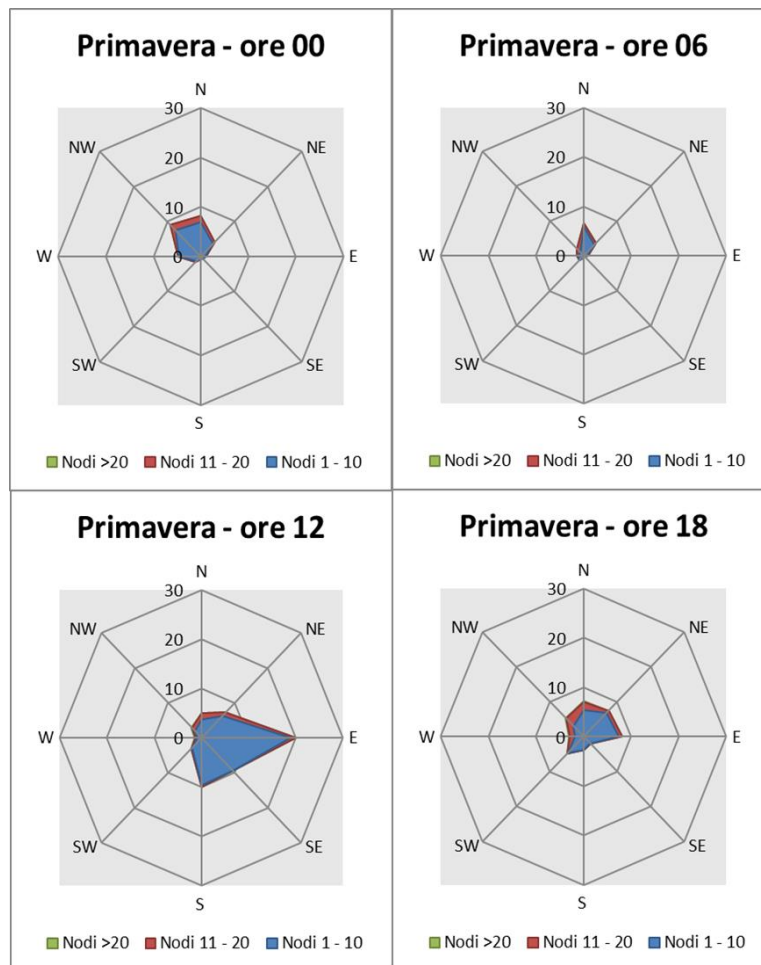 Primavera - ore 00
N
30
NW
NE
20
10
W
0
E
SW
SE
S
Nodi >20 Nodi 11 - 20 Nodi 1 - 10
Primavera - ore 06
N
30
NW
NE
20
10
W
0
E
SW
SE
S
Nodi >20 Nodi 11 - 20 Nodi 1 - 10
Primavera - ore 12
N
30
NW
NE
20
10
W
0
E
SW
SE
S
Nodi >20 Nodi 11 - 20 Nodi 1 - 10
Primavera - ore 18
N
30
NW
NE
20
10
W
0
E
SW
SE
S
Nodi >20 Nodi 11 - 20 Nodi 1 - 10